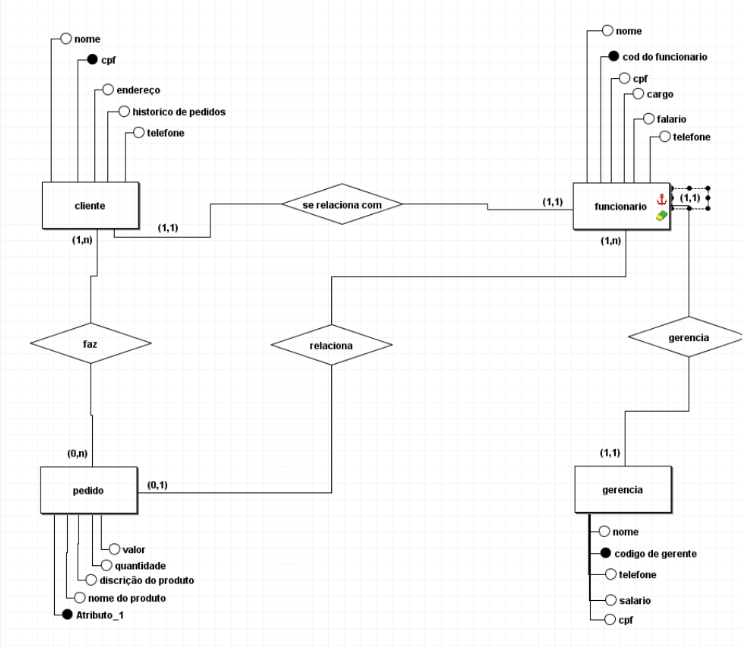 nome
cpf
endereço
historico de pedidos
telefone
cliente
(1,1)
(1,n)
se relaciona com
nome
cod do funcionario
cpf
cargo
falario
telefone
(1,1)
funcionario
(1,1)
(1,n)
faz
relaciona
gerencia
(0,n)
pedido
(0,1)
valor
quantidade
discrição do produto
nome do produto
Atributo_1
(1,1)
gerencia
nome
codigo de gerente
telefone
salario
cpf